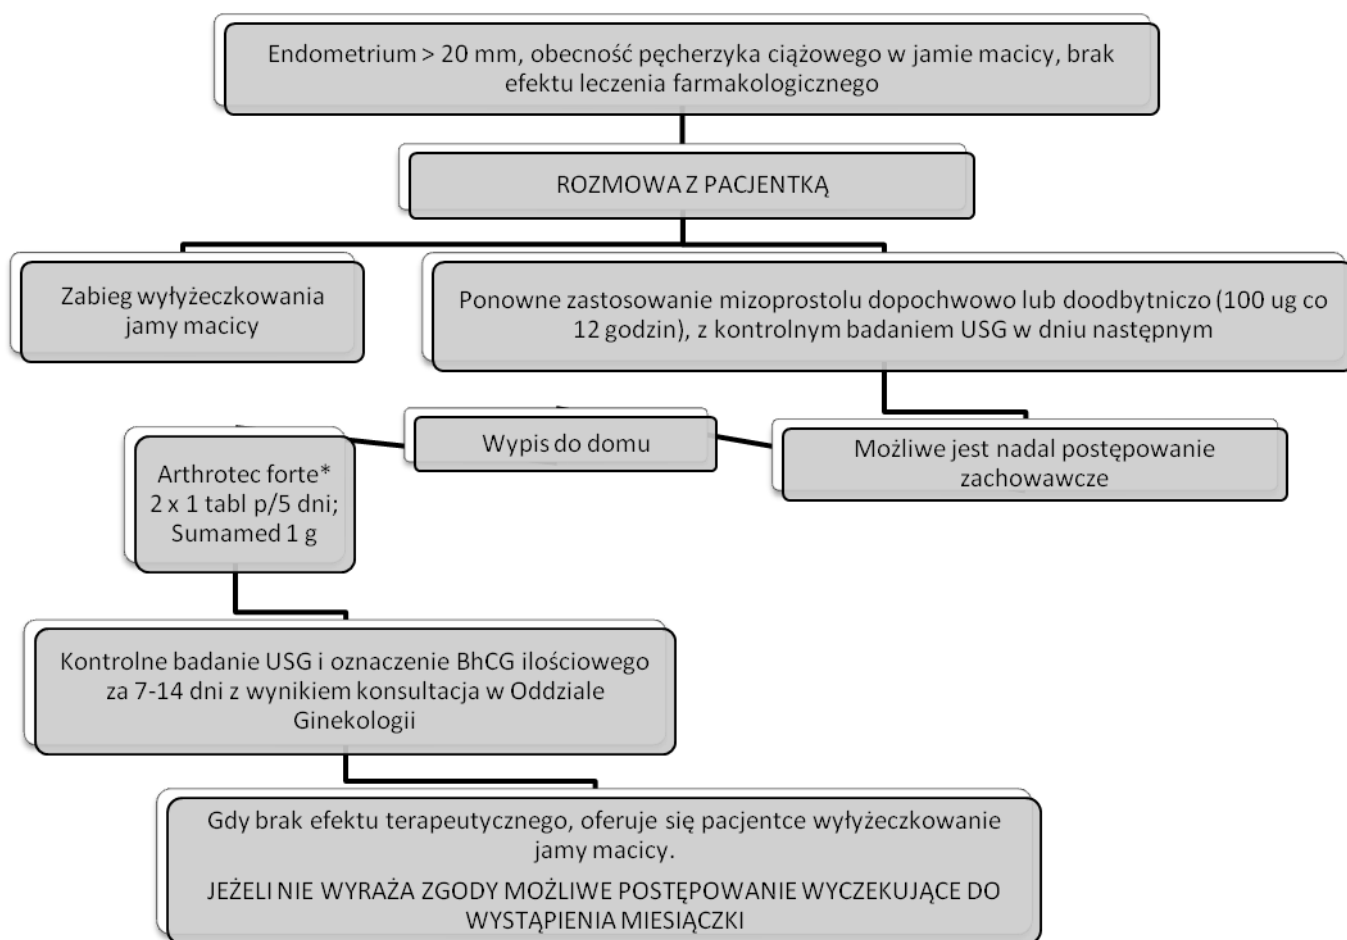 Endometrium > 20 mm, obecność pęcherzyka ciążowego w jamie macicy, brak
efektu leczenia farmakologicznego
ROZMOWA Z PACJENTKĄ
Zabieg wyłyżeczkowania
jamy macicy
Ponowne zastosowanie mizoprostolu dopochwowo lub doodbytniczo (100 ug co
12 godzin), z kontrolnym badaniem USG w dniu następnym
Możliwe jest nadal postępowanie
zachowawcze
Wypis do domu
Arthrotec forte*
2 x 1 tabl p/5 dni;
Sumamed 1 g
Kontrolne badanie USG i oznaczenie BhCG ilościowego
za 7-14 dni z wynikiem konsultacja w Oddziale
Ginekologii
Gdy brak efektu terapeutycznego, oferuje się pacjentce wyłyżeczkowanie
jamy macicy.
JEŻELI NIE WYRAŻA ZGODY MOŻLIWE POSTĘPOWANIE WYCZEKUJĄCE DO
WYSTĄPIENIA MIESIĄCZKI